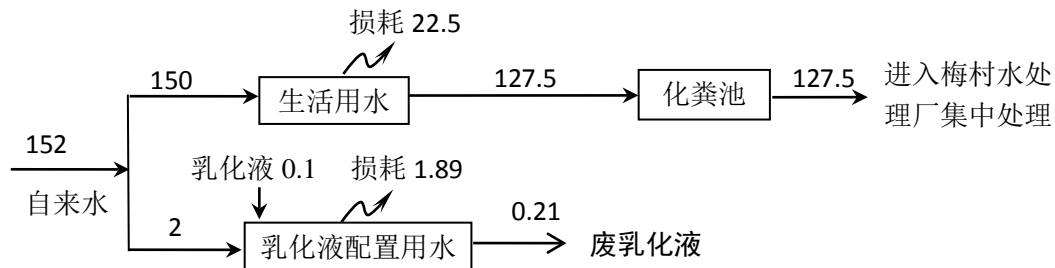 损耗 22.5
150
生活用水
127.5
化粪池
127.5
进入梅村水处
理厂集中处理
152
自来水
乳化液 0.1
损耗 1.89
2
乳化液配置用水
0.21
废乳化液